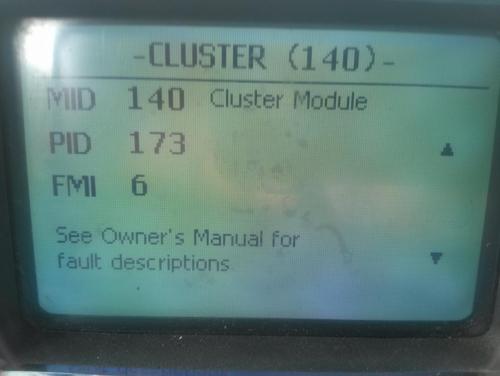 -CLUSTER (140)-
MID 140 Cluster Module
PID 173
FMI 6
See Owner's Manual for
fault descriptions